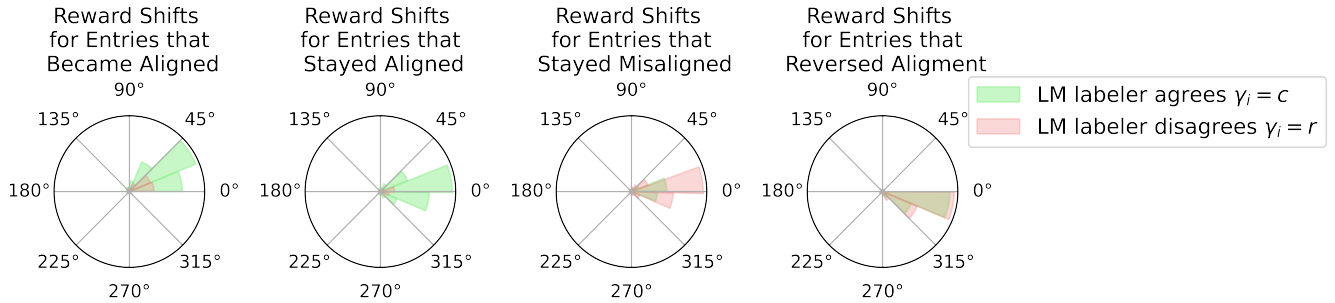 Reward Shifts
for Entries that
Became Aligned
90°
135°
45°
180°
0°
225°
315°
270°
Reward Shifts
for Entries that
Stayed Aligned
90°
135°
45°
180°
0°
225°
315°
270°
Reward Shifts
for Entries that
Stayed Misaligned
90°
135°
45°
180°
0°
225°
315°
270°
Reward Shifts
for Entries that
Reversed Aligment
90°
135°
45°
180°
0°
225°
315°
270°
LM labeler agrees γᵢ = c
LM labeler disagrees γᵢ = r